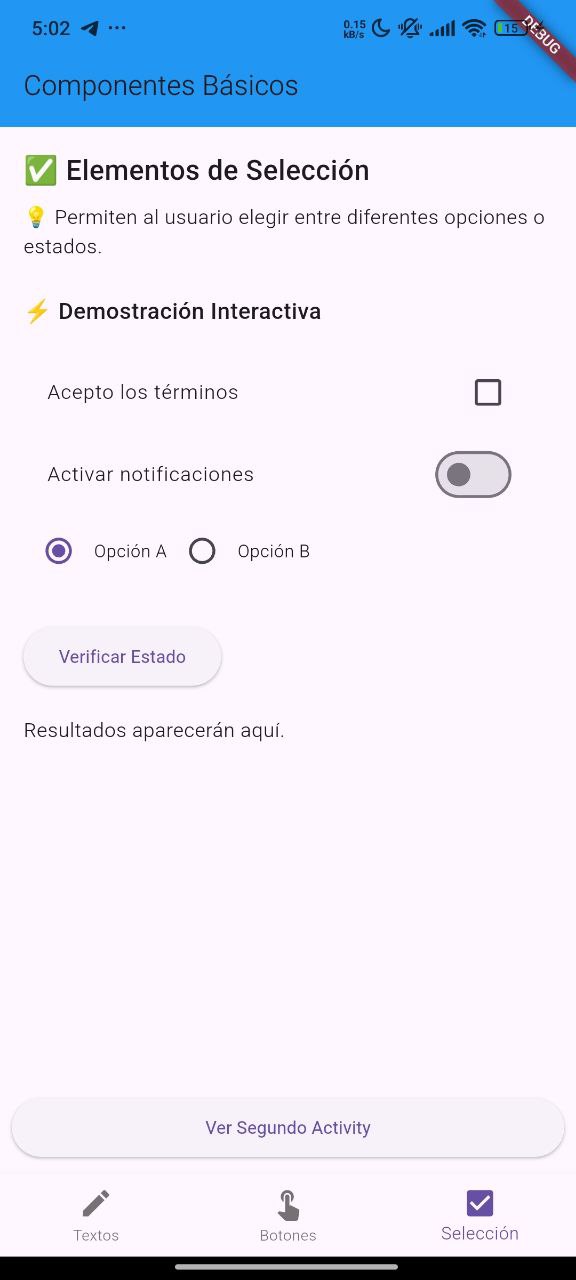 5:02 ... 0.15 kB/s 15
DEBUG
Componentes Básicos
✅ Elementos de Selección
💡 Permiten al usuario elegir entre diferentes opciones o
estados.
⚡ Demostración Interactiva
Acepto los términos
Activar notificaciones
Opción A Opción B
Verificar Estado
Resultados aparecerán aquí.
Ver Segundo Activity
Textos Botones Selección